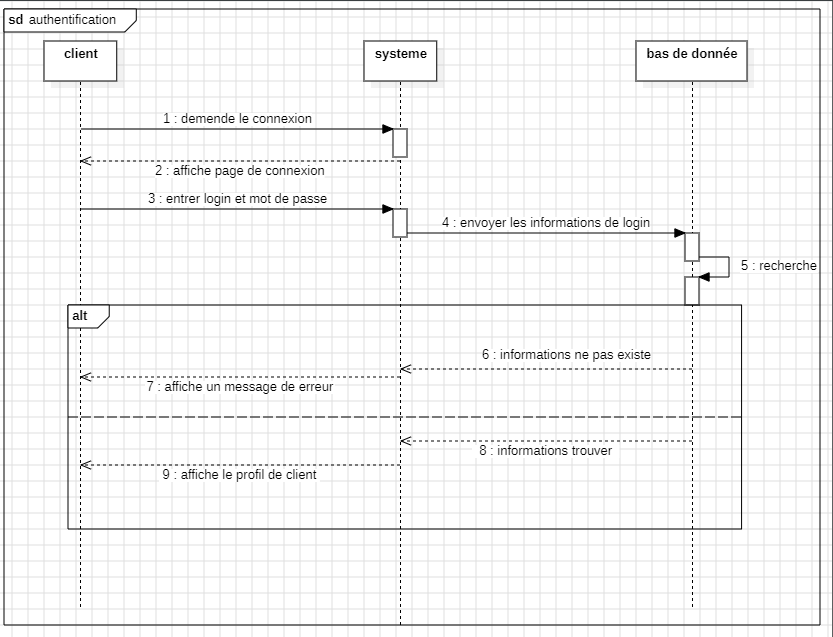 sd authentification
client
systeme
bas de donnée
1 : demende le connexion
2 : affiche page de connexion
3 : entrer login et mot de passe
4 : envoyer les informations de login
5 : recherche
alt
6 : informations ne pas existe
7 : affiche un message de erreur
8 : informations trouver
9 : affiche le profil de client